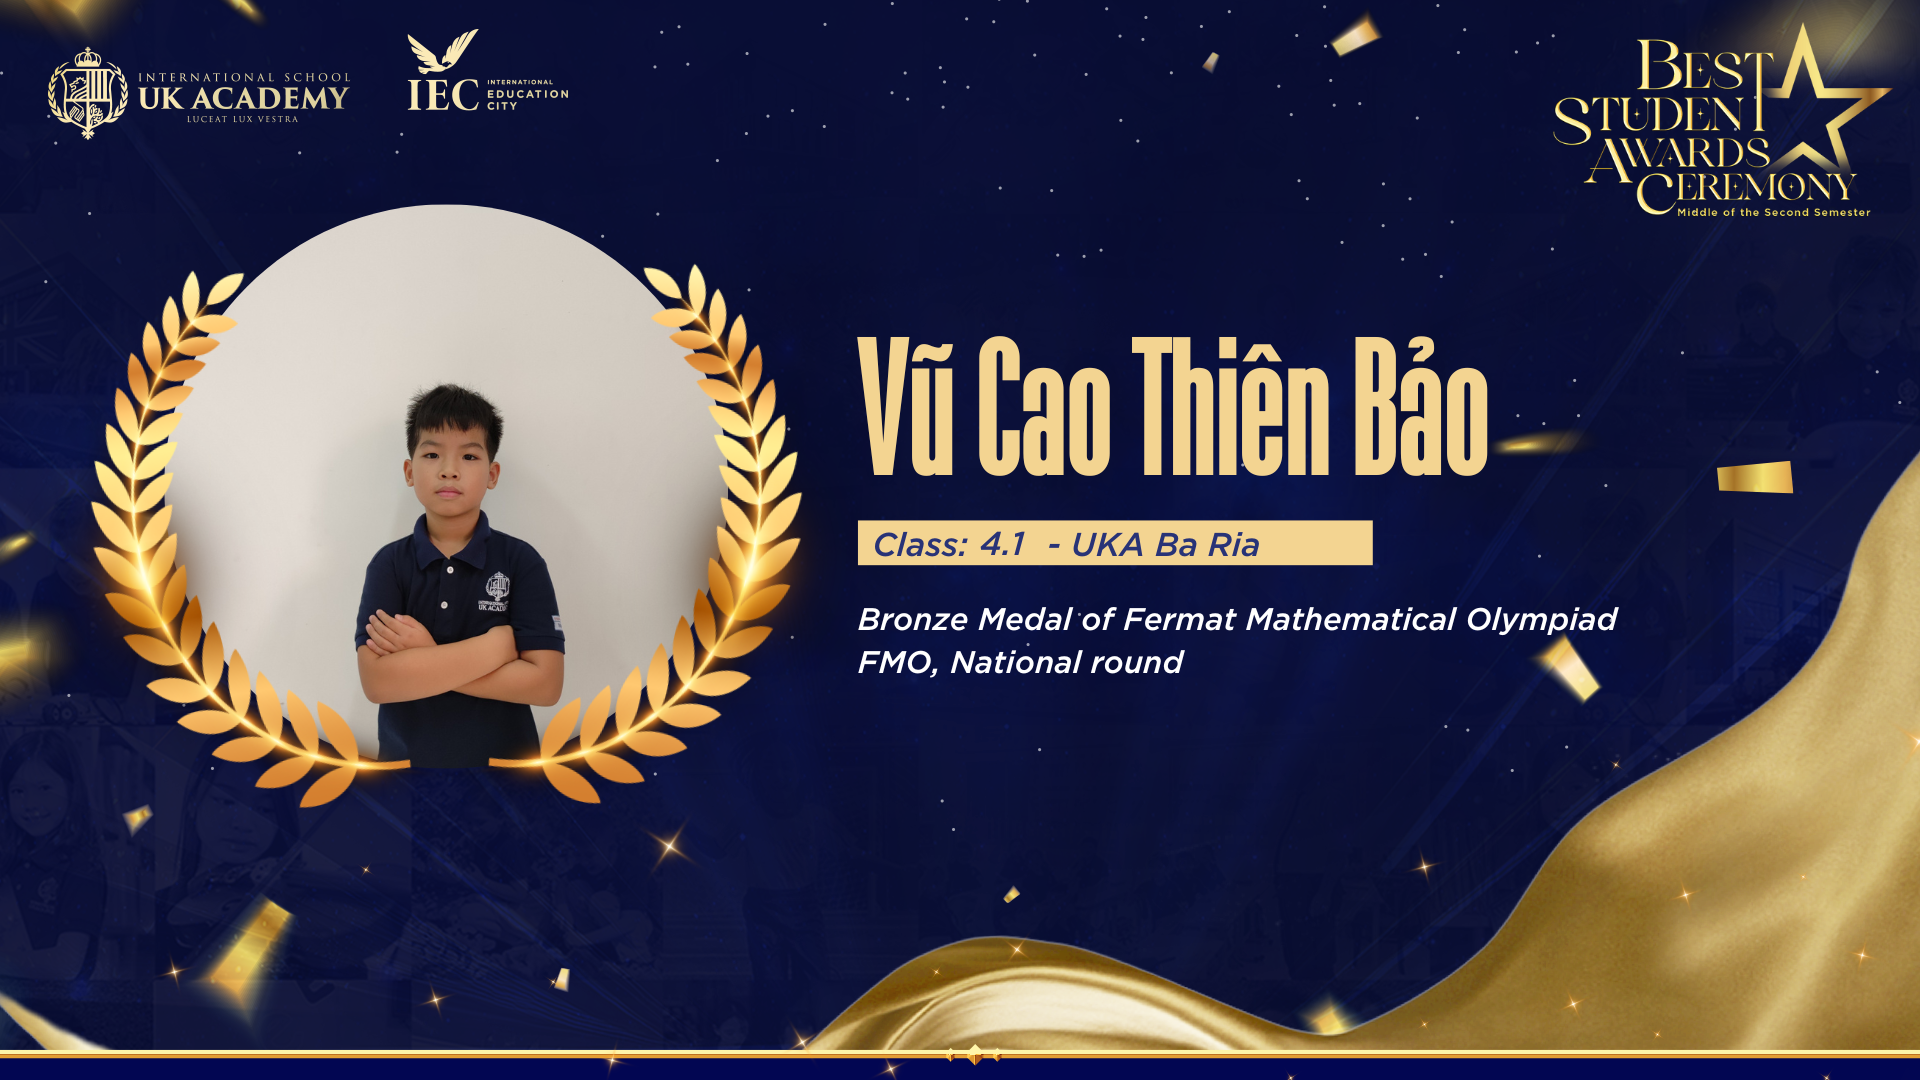 INTERNATIONAL SCHOOL
UK ACADEMY
LUCEAT LUX VESTRA
IEC
INTERNATIONAL
EDUCATION
CITY
BEST
STUDENT
AWARDS
CEREMONY
Middle of the Second Semester
Vũ Cao Thiên Bảo
Class: 4.1 - UKA Ba Ria
Bronze Medal of Fermat Mathematical Olympiad
FMO, National round